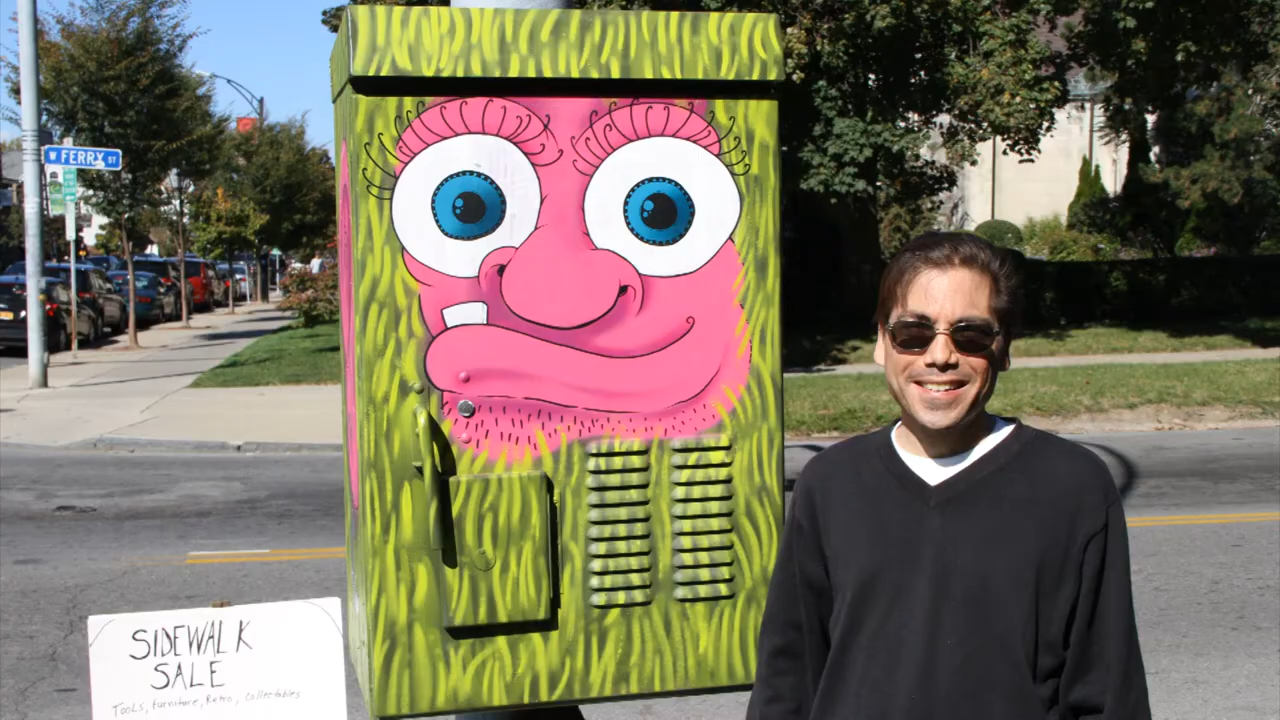 W FERRY ST
SIDEWALK
SALE
Tools, Furniture, Retro, Collectables